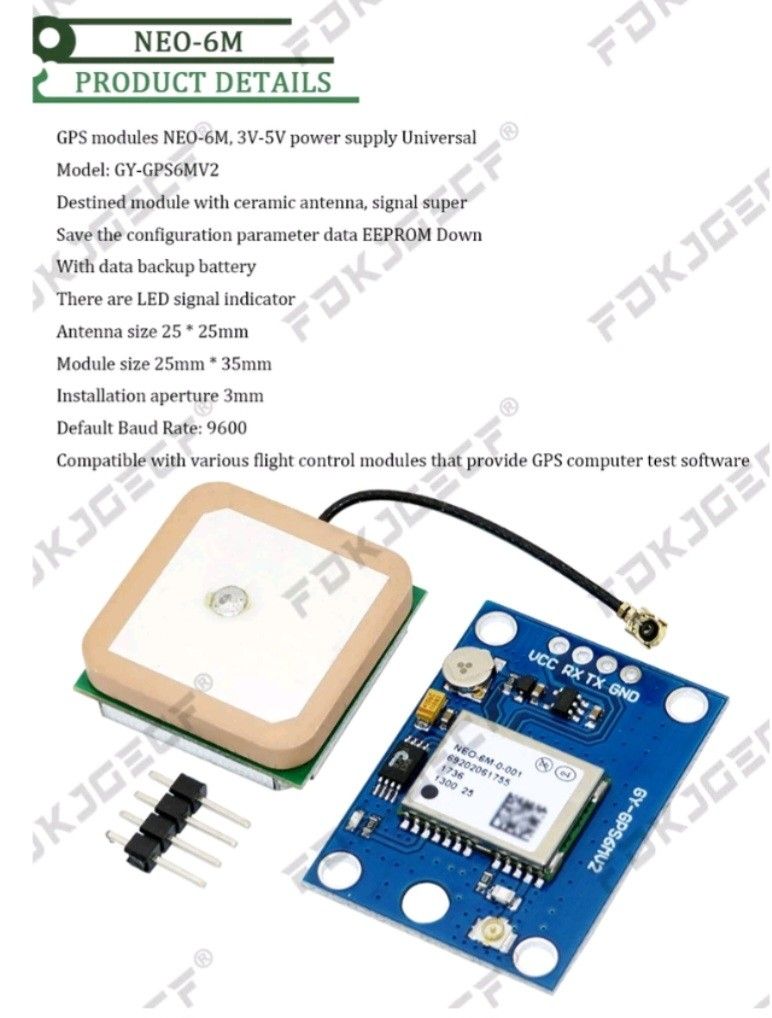 NEO-6M
PRODUCT DETAILS
GPS modules NEO-6M, 3V-5V power supply Universal
Model: GY-GPS6MV2
Destined module with ceramic antenna, signal super
Save the configuration parameter data EEPROM Down
With data backup battery
There are LED signal indicator
Antenna size 25 * 25mm
Module size 25mm * 35mm
Installation aperture 3mm
Default Baud Rate: 9600
Compatible with various flight control modules that provide GPS computer test software
VCC RX TX GND
NEO-6M-0-001
69202061755
1736
1300 25
GY-GPS6MV2
FDKJGECF®